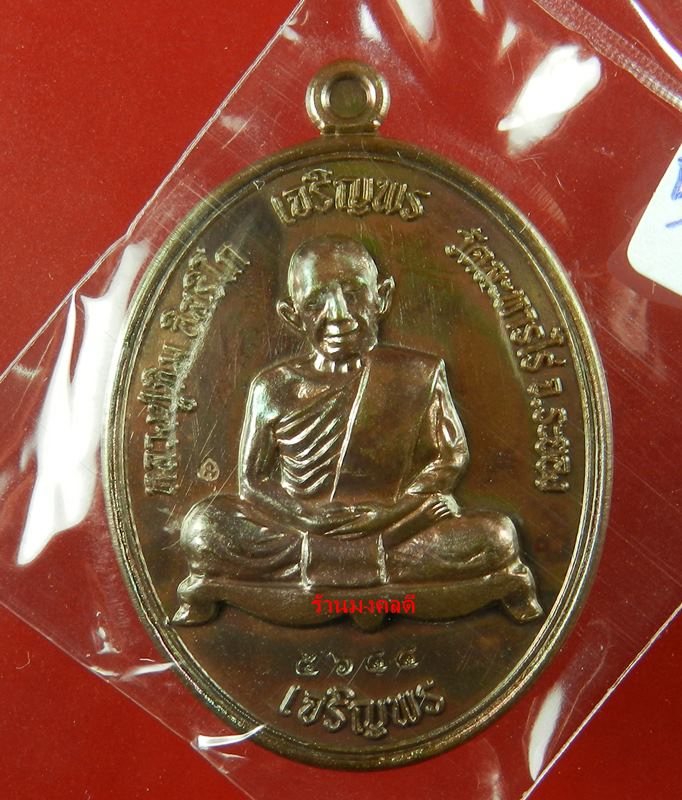 เจริญพร
หลวงปู่ทิม อิสริโก
วัดละหารไร่ จ.ระยอง
ร้านมงคลดี
๕๖๔๔
เจริญพร